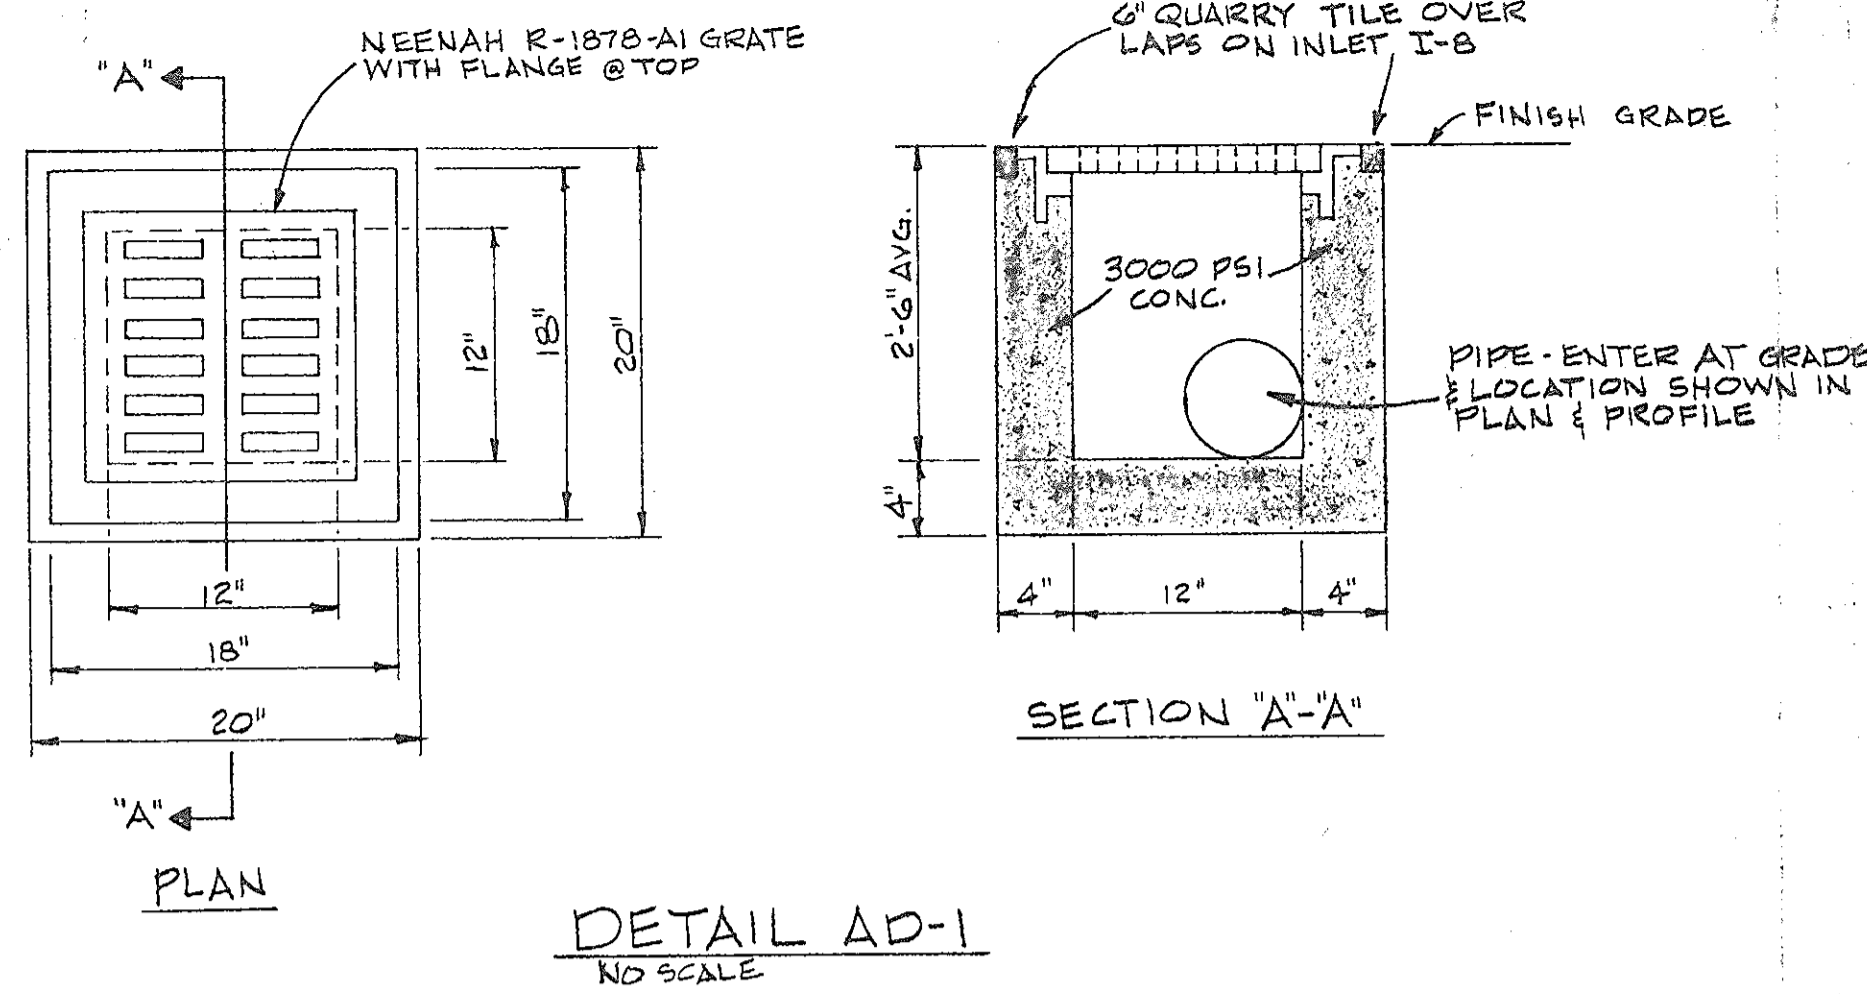 NEENAH R-1878-A1 GRATE
WITH FLANGE @ TOP
"A"
12"
18"
20"
12"
18"
20"
"A"
PLAN
6" QUARRY TILE OVER
LAPS ON INLET I-8
FINISH GRADE
2'-6" AVG.
3000 PSI
CONC.
PIPE - ENTER AT GRADE
& LOCATION SHOWN IN
PLAN & PROFILE
4"
4"
12"
4"
SECTION "A"-"A"
DETAIL AD-1
NO SCALE